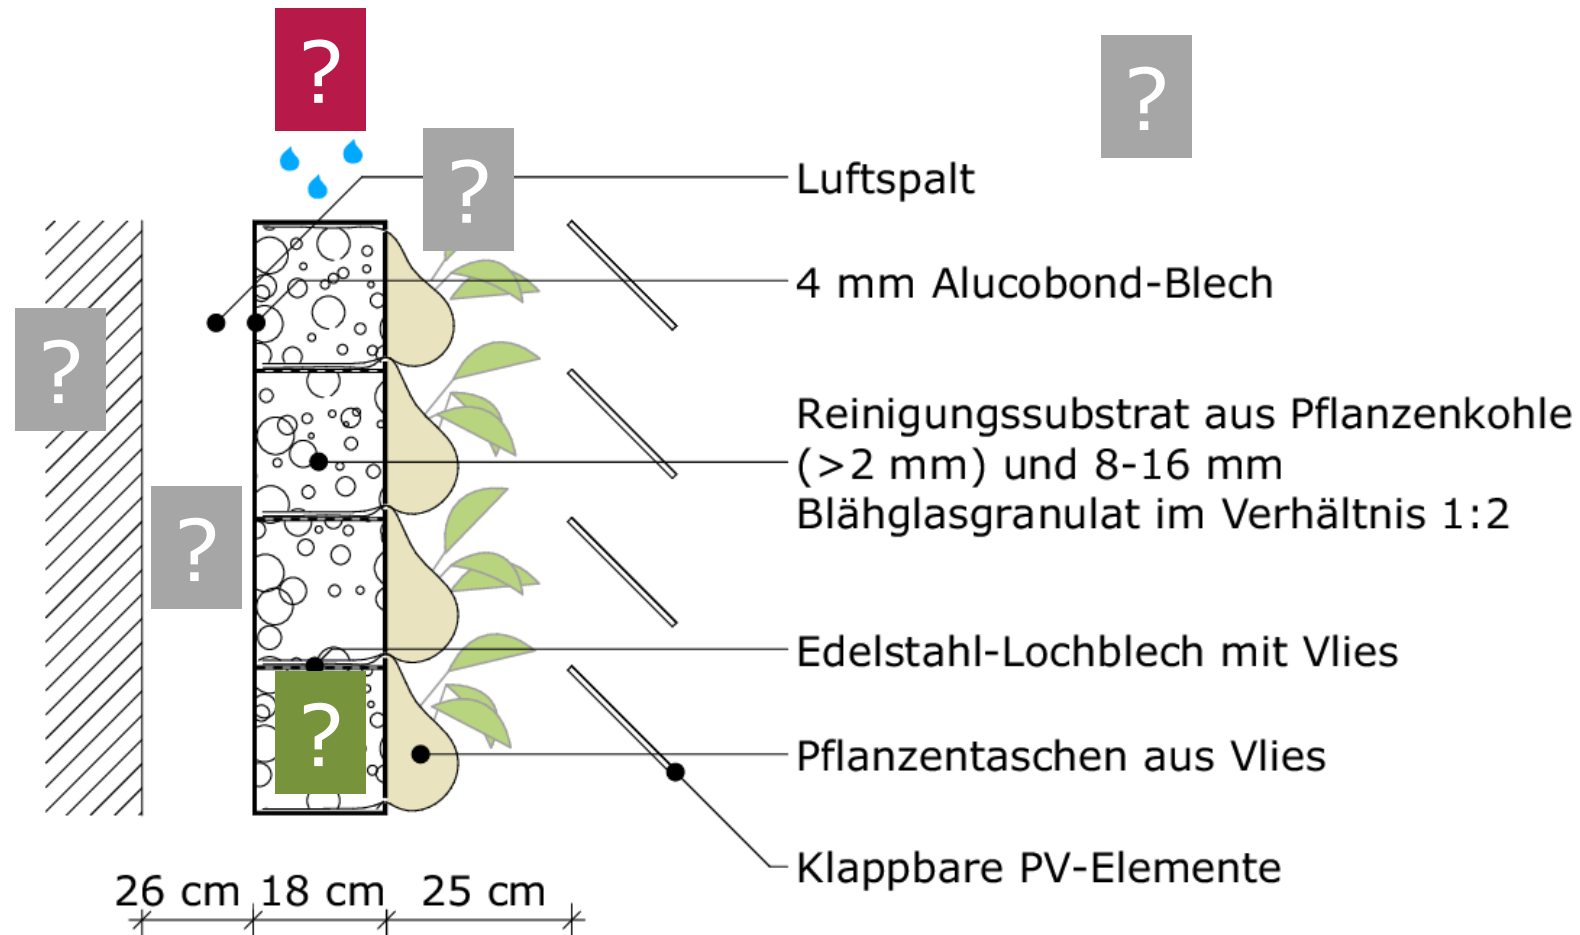 ?
?
?
Luftspalt
4 mm Alucobond-Blech
?
Reinigungssubstrat aus Pflanzenkohle
(>2 mm) und 8-16 mm
Blähglasgranulat im Verhältnis 1:2
?
Edelstahl-Lochblech mit Vlies
?
Pflanzentaschen aus Vlies
Klappbare PV-Elemente
26 cm 18 cm 25 cm